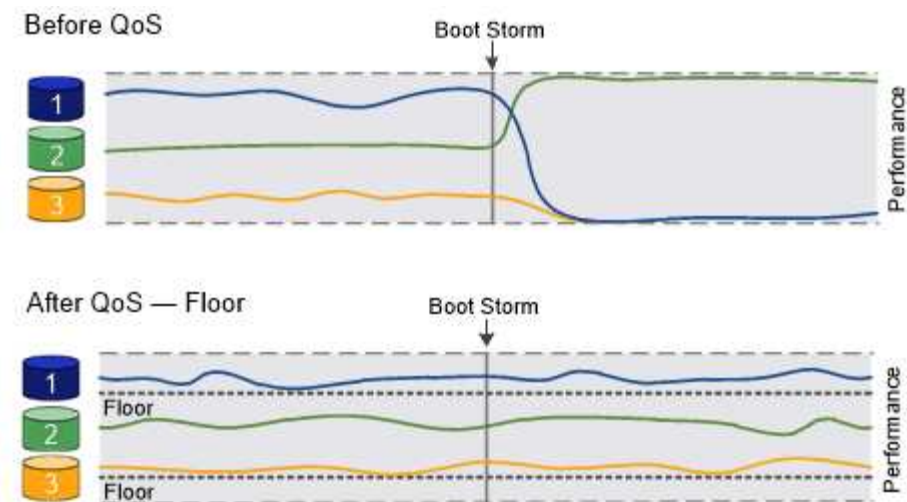 Before QoS
Boot Storm
1
2
3
Performance
After QoS — Floor
Boot Storm
1
Floor
2
3
Floor
Performance